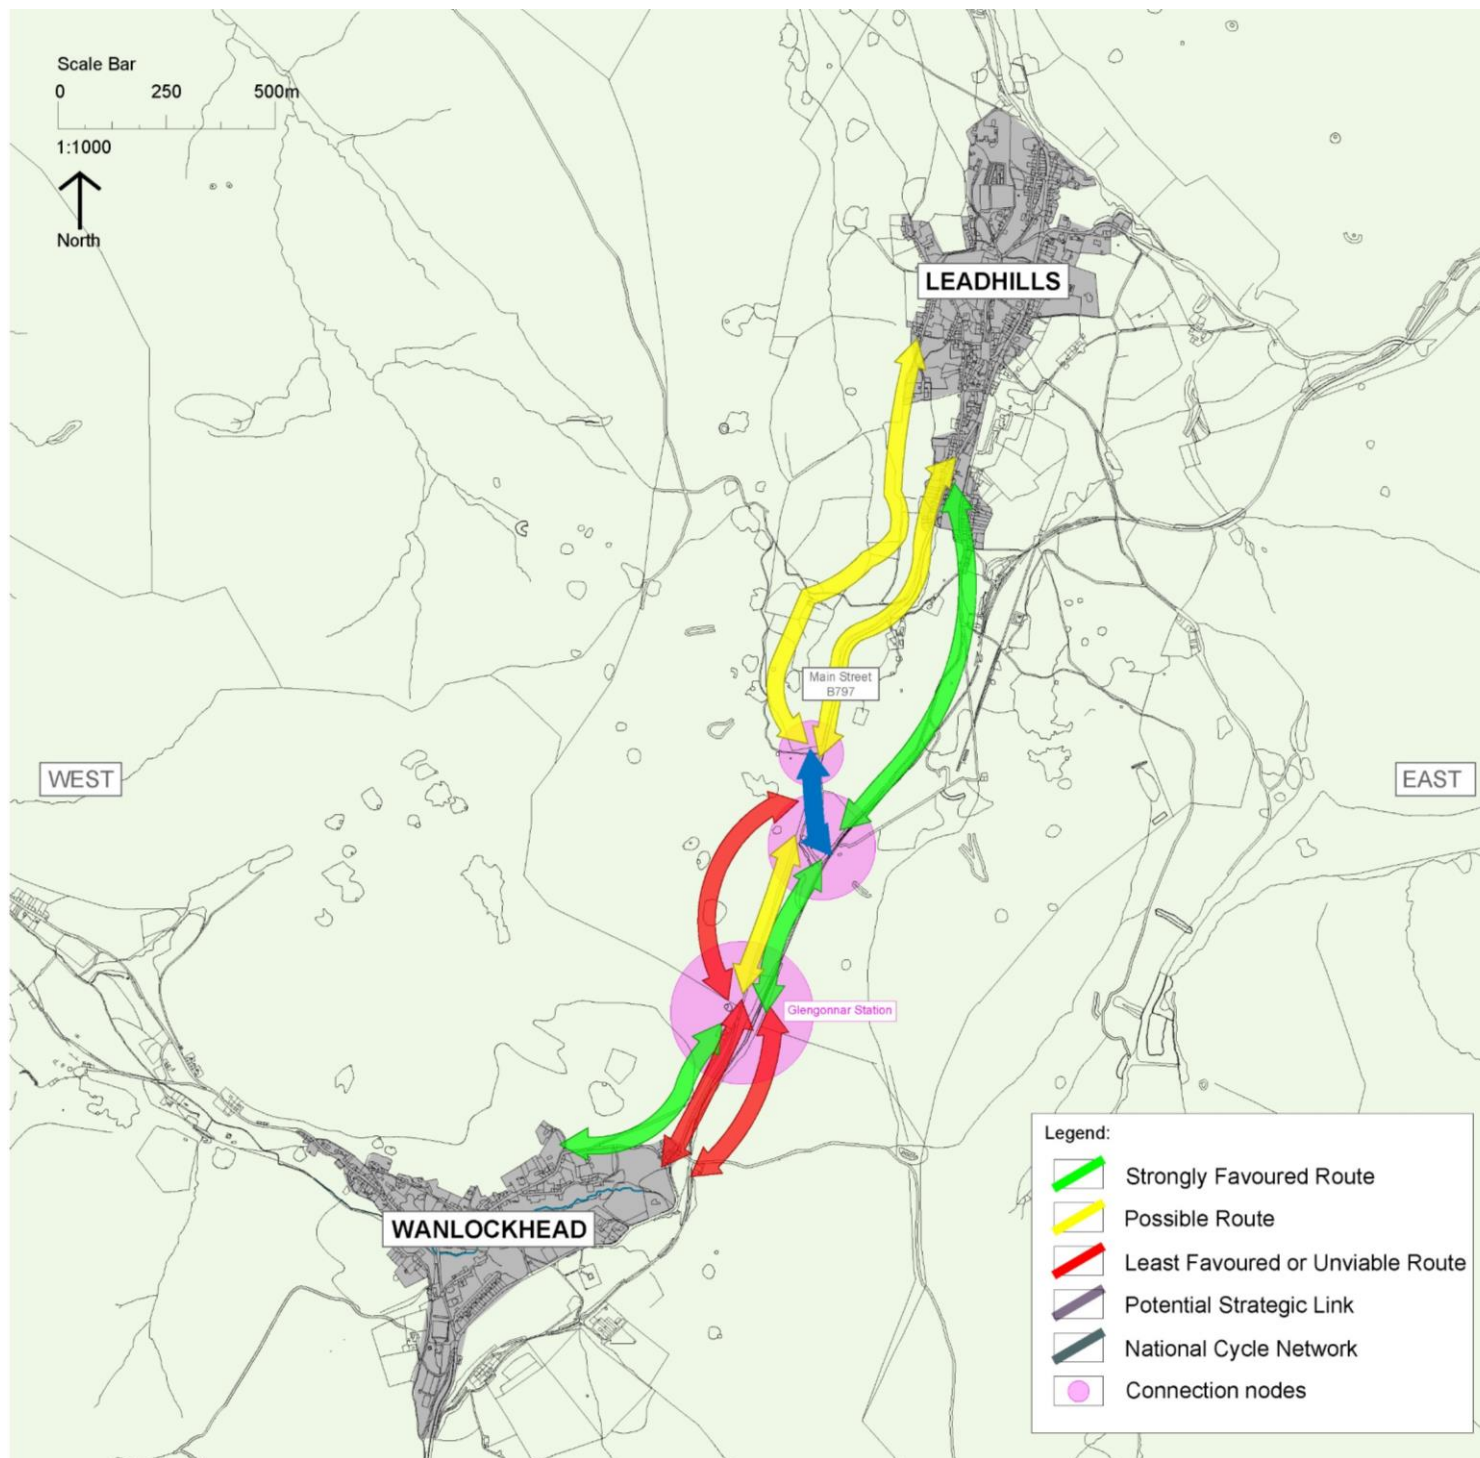 Scale Bar
0 250 500m
1:1000
North
LEADHILLS
Main Street
B797
WEST
EAST
Glengonnar Station
WANLOCKHEAD
Legend:
Strongly Favoured Route
Possible Route
Least Favoured or Unviable Route
Potential Strategic Link
National Cycle Network
Connection nodes